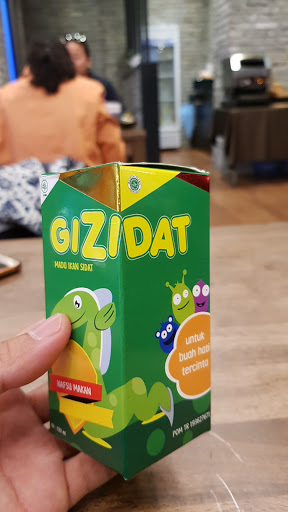 GIZIDAT
MADU IKAN SIDAT
untuk
buah hati
tercinta
NAFSU MAKAN